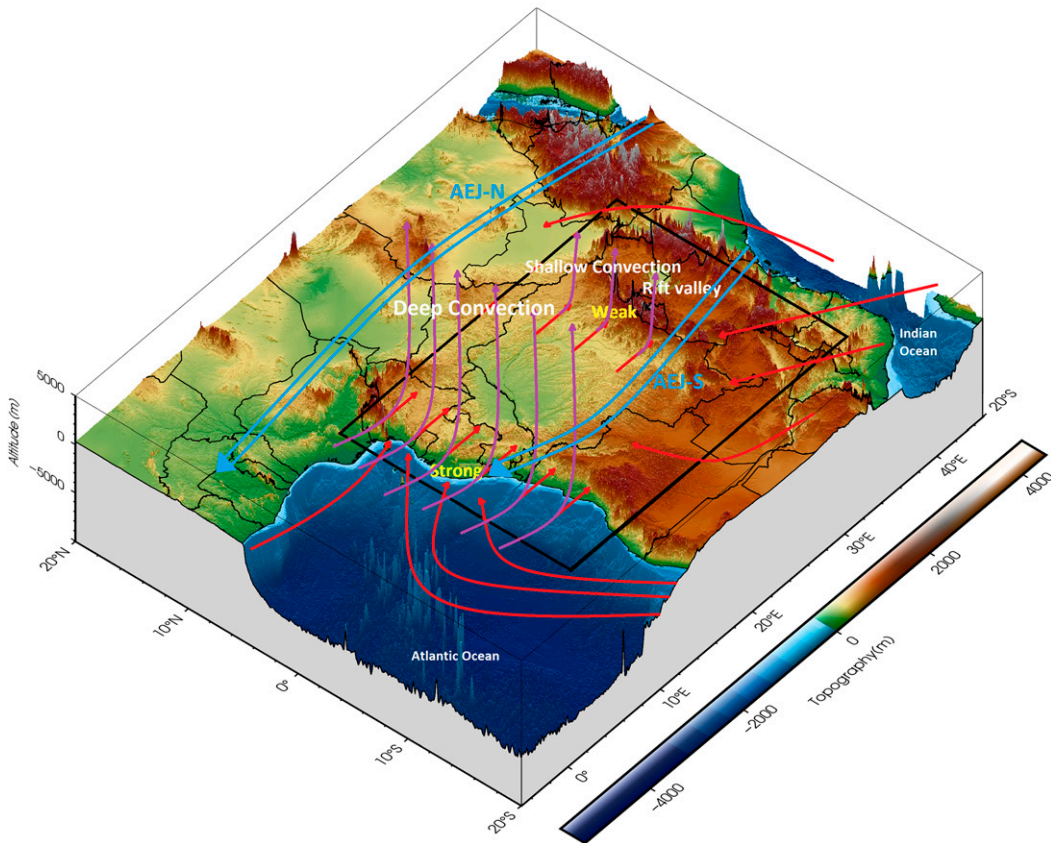 AEJ-N
Shallow Convection
Rift valley
Deep Convection
Weak
Indian
Ocean
AEJ-S
Strong
Atlantic Ocean
5000
0
−5000
Altitude (m)
20°N
10°N
0°
10°S
20°S
0°
10°E
20°E
30°E
40°E
20°S
4000
2000
0
−2000
−4000
Topography(m)